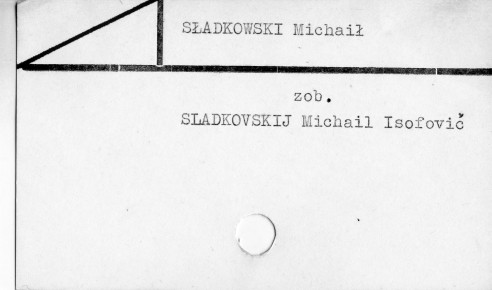 SŁADKOWSKI Michaił
zob.
SLADKOVSKIJ Michail Isofovič